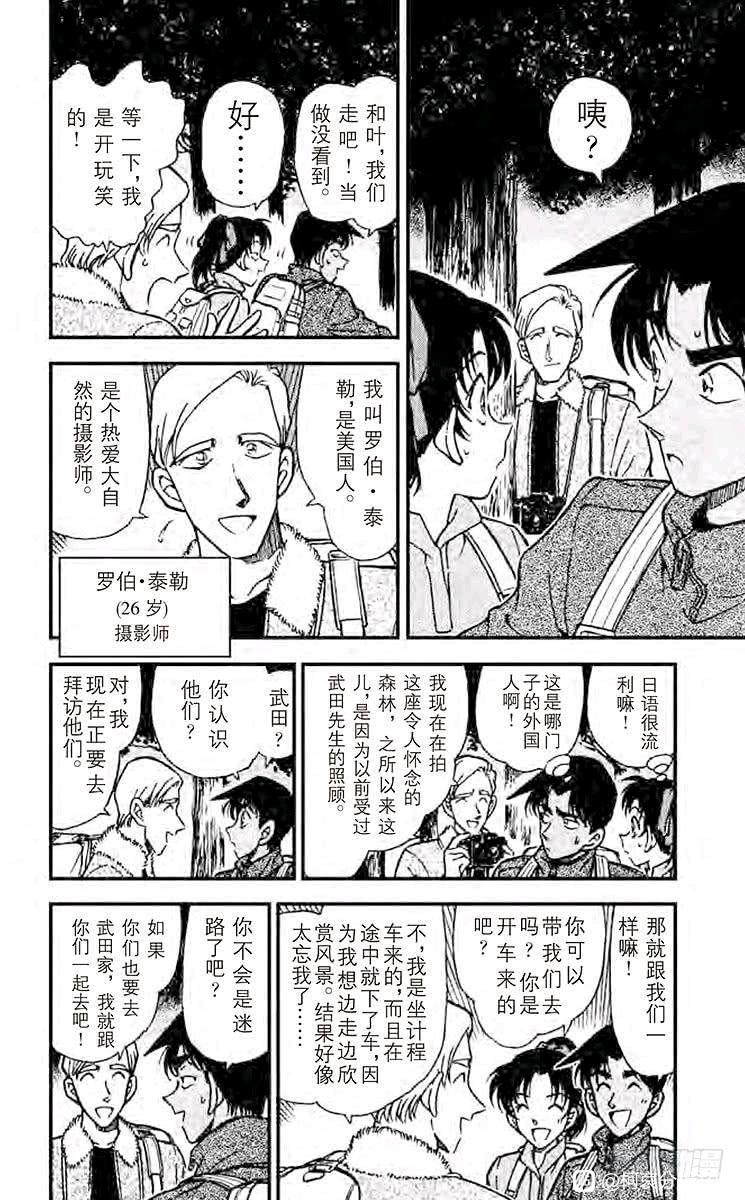 咦？
和叶，我们
走吧！当
做没看到。
好
……
等一下，我
是开玩笑
的！
我叫罗伯·泰
勒，是美国人。
是个热爱大自
然的摄影师。
罗伯·泰勒
(26 岁)
摄影师
日语很流
利嘛！
这是哪门
子的外国
人啊！
我现在在拍
这座令人怀念的
森林，之所以来这
儿，是因为以前受过
武田先生的照顾。
武田？
你认识
他们？
对，我
现在正要去
拜访他们。
那就跟我们一
样嘛！
你可以
带我们去
吗？你是
开车来的
吧？
不，我是坐计程
车来的，而且在
途中就下了车，因
为我想边走边欣
赏风景。结果好像
太忘我了……
你不会是迷
路了吧？
如果
你们也要去
武田家，我就跟
你们一起去吧！